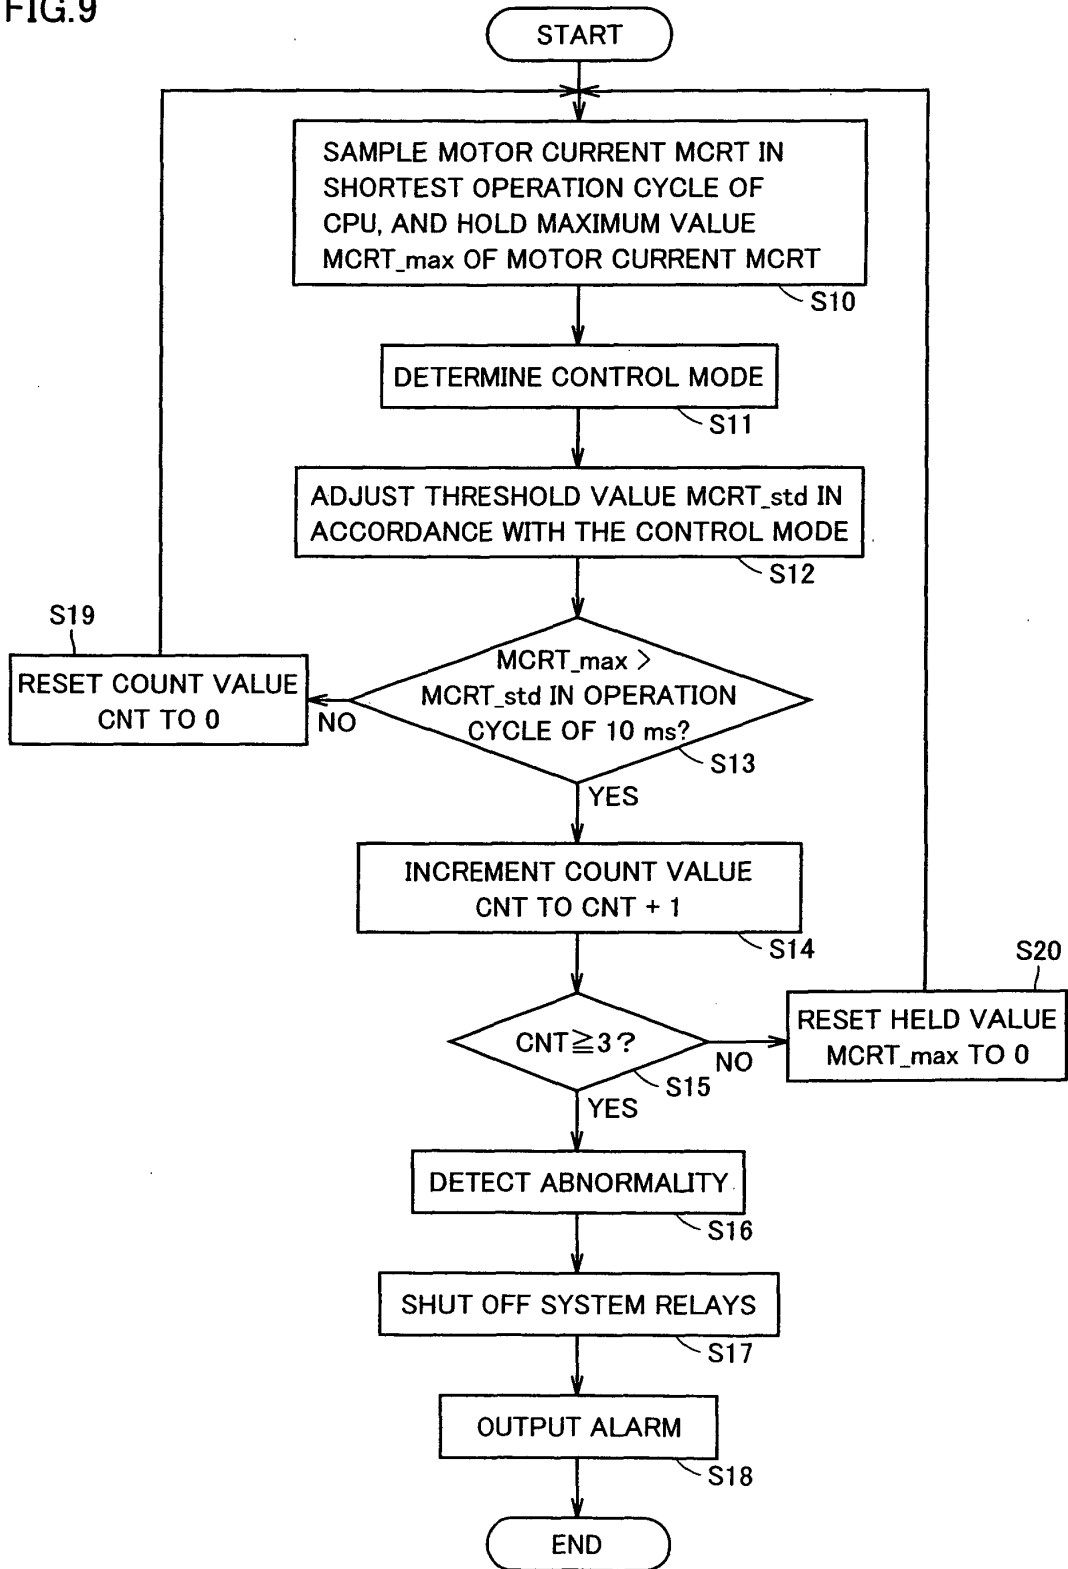 FIG.9
START
SAMPLE MOTOR CURRENT MCRT IN
SHORTEST OPERATION CYCLE OF
CPU, AND HOLD MAXIMUM VALUE
MCRT_max OF MOTOR CURRENT MCRT
S10
DETERMINE CONTROL MODE
S11
ADJUST THRESHOLD VALUE MCRT_std IN
ACCORDANCE WITH THE CONTROL MODE
S12
S19
RESET COUNT VALUE
CNT TO 0
NO
MCRT_max >
MCRT_std IN OPERATION
CYCLE OF 10 ms?
S13
YES
INCREMENT COUNT VALUE
CNT TO CNT + 1
S14
CNT≧3?
S15
NO
S20
RESET HELD VALUE
MCRT_max TO 0
YES
DETECT ABNORMALITY
S16
SHUT OFF SYSTEM RELAYS
S17
OUTPUT ALARM
S18
END